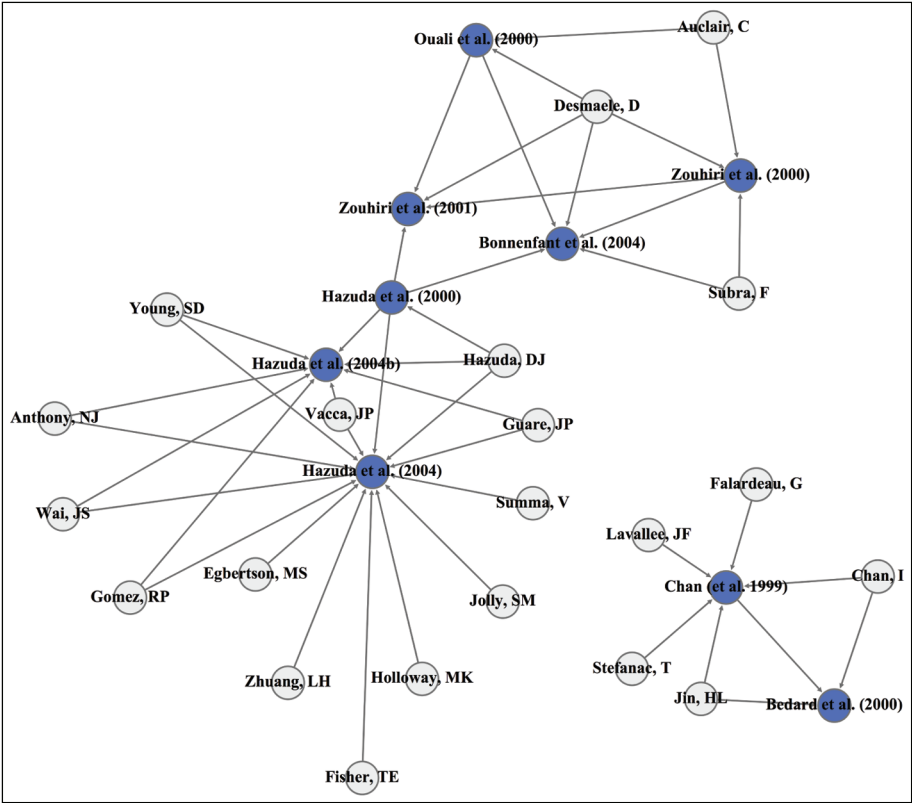 Auclair, C
Ouali et al. (2000)
Desmaele, D
Zouhiri et al. (2000)
Zouhiri et al. (2001)
Bonnenfant et al. (2004)
Subra, F
Hazuda et al. (2000)
Young, SD
Hazuda, DJ
Hazuda et al. (2004b)
Vacca, JP
Anthony, NJ
Guare, JP
Hazuda et al. (2004)
Falardeau, G
Summa, V
Wai, JS
Lavallee, JF
Egbertson, MS
Chan, I
Chan (et al. 1999)
Gomez, RP
Jolly, SM
Stefanac, T
Holloway, MK
Zhuang, LH
Jin, HL
Bedard et al. (2000)
Fisher, TE